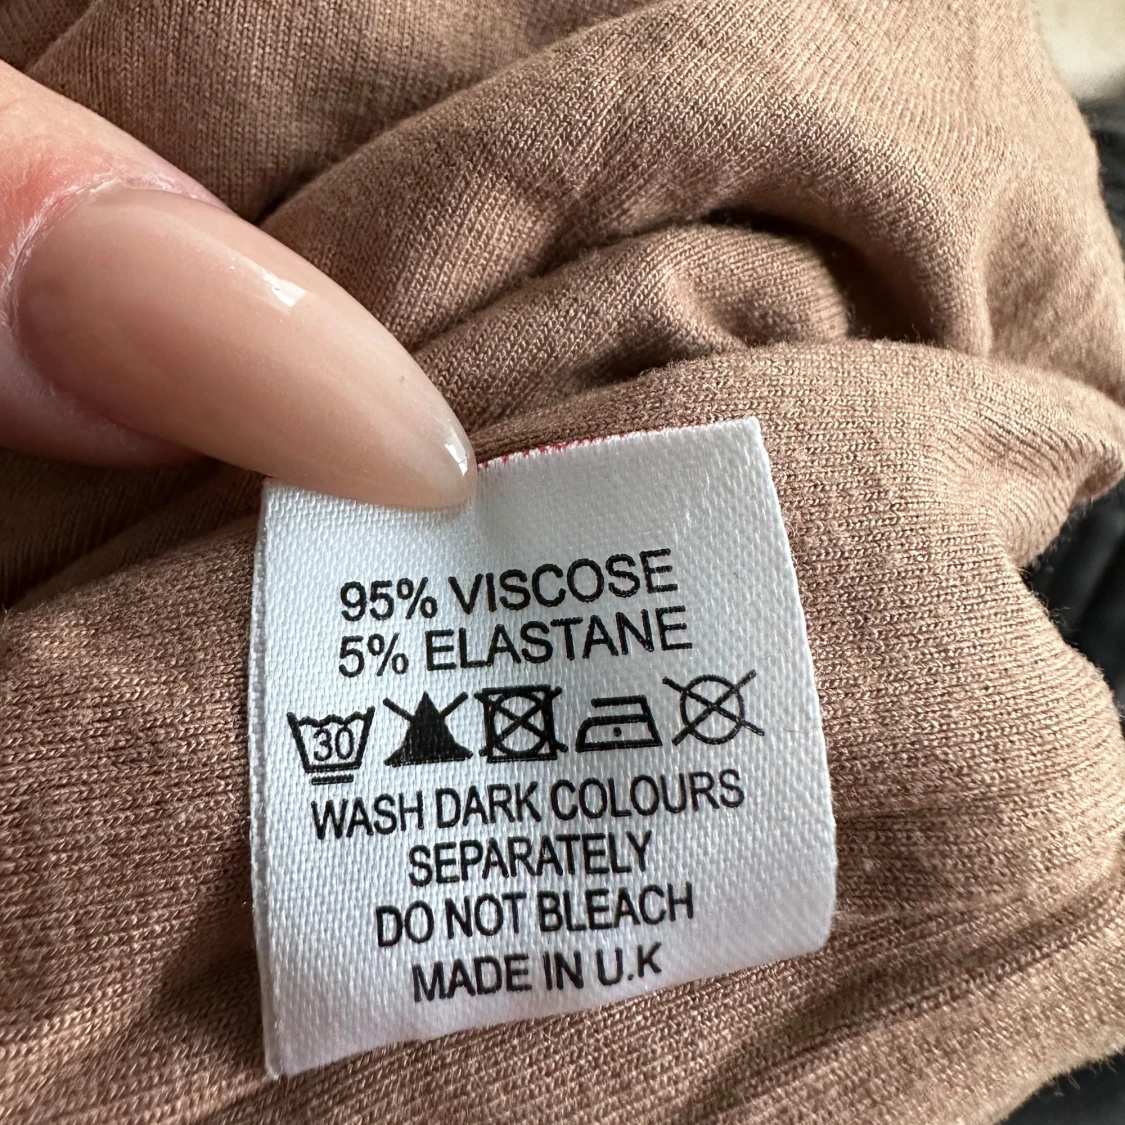 95% VISCOSE
5% ELASTANE
30
WASH DARK COLOURS
SEPARATELY
DO NOT BLEACH
MADE IN U.K